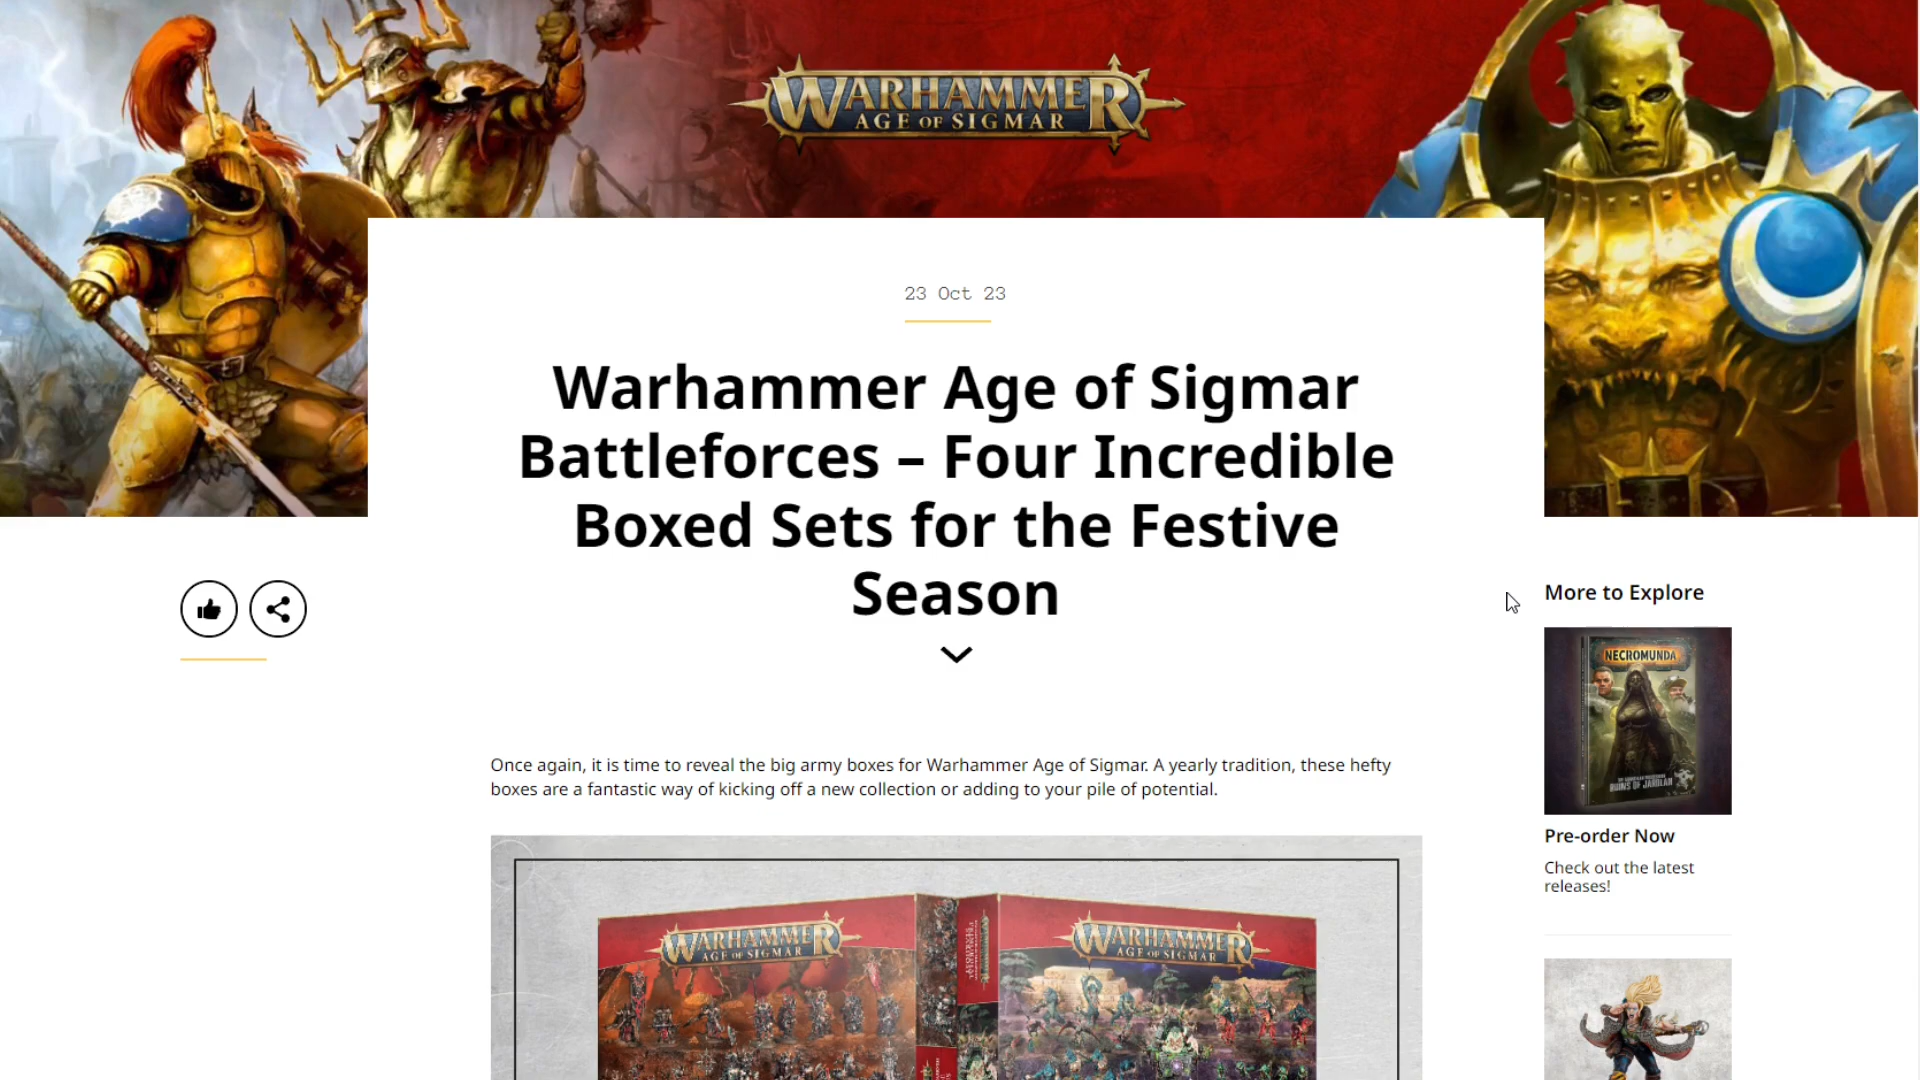 WARHAMMER
AGE OF SIGMAR
23 Oct 23
Warhammer Age of Sigmar
Battleforces – Four Incredible
Boxed Sets for the Festive
Season
Once again, it is time to reveal the big army boxes for Warhammer Age of Sigmar. A yearly tradition, these hefty
boxes are a fantastic way of kicking off a new collection or adding to your pile of potential.
WARHAMMER
AGE OF SIGMAR
WARHAMMER
AGE OF SIGMAR
More to Explore
NECROMUNDA
RUINS OF JARDLAN
Pre-order Now
Check out the latest
releases!